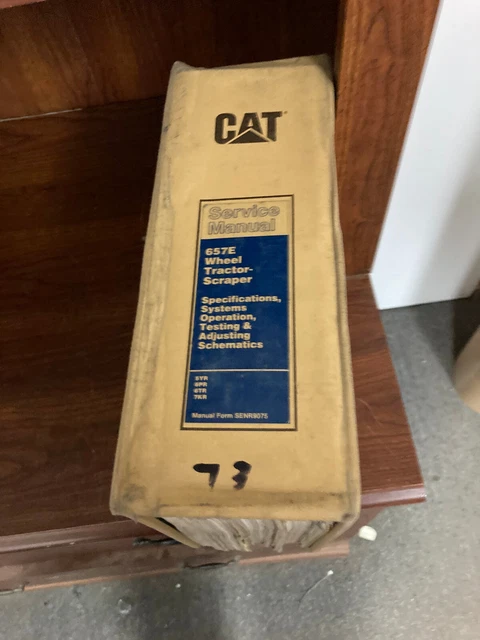 CAT
Service
Manual
657E
Wheel
Tractor-
Scraper
Specifications,
Systems
Operation,
Testing &
Adjusting
Schematics
5YR
6PR
6TR
7KR
Manual Form SENR9075
73